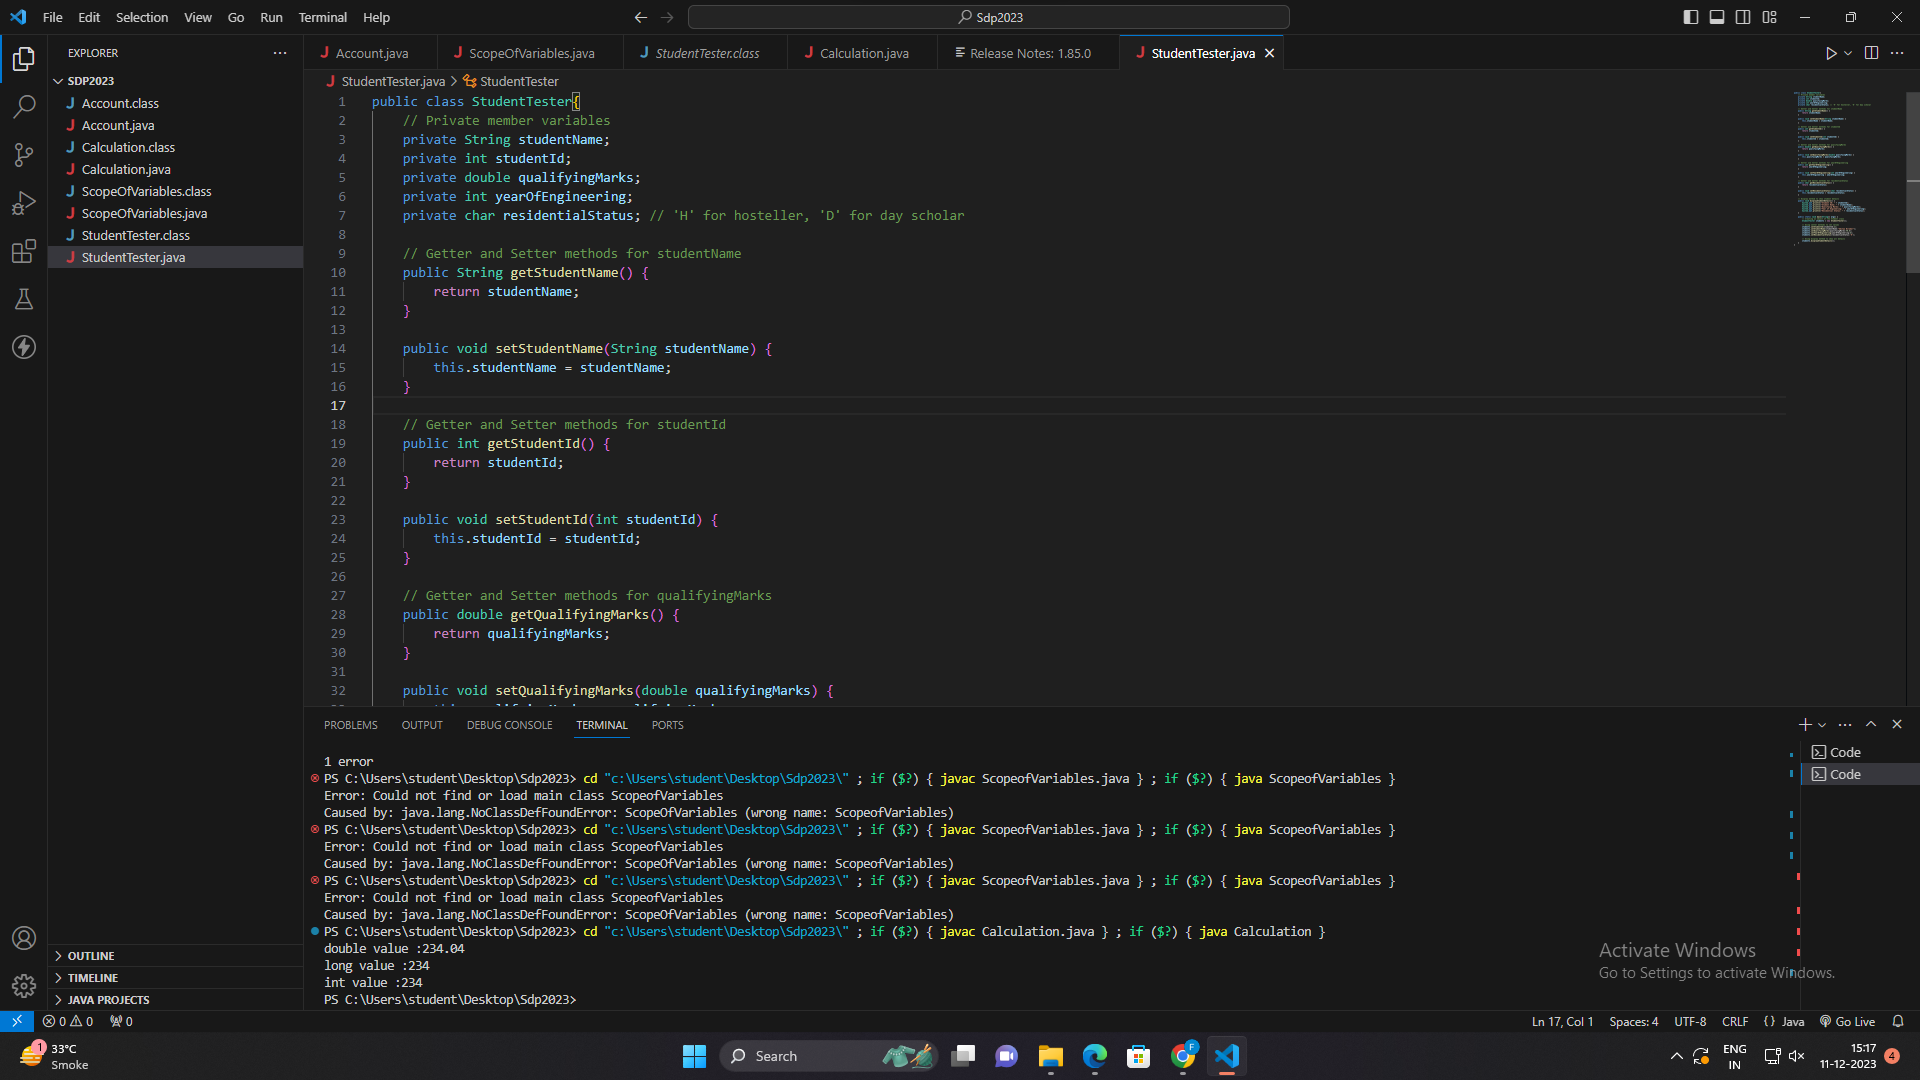 File Edit Selection View Go Run Terminal Help
Sdp2023
EXPLORER
SDP2023
Account.class
Account.java
Calculation.class
Calculation.java
ScopeOfVariables.class
ScopeOfVariables.java
StudentTester.class
StudentTester.java
OUTLINE
TIMELINE
JAVA PROJECTS
Account.java ScopeOfVariables.java StudentTester.class Calculation.java Release Notes: 1.85.0 StudentTester.java
StudentTester.java > StudentTester
1 public class StudentTester{
2 // Private member variables
3 private String studentName;
4 private int studentId;
5 private double qualifyingMarks;
6 private int yearOfEngineering;
7 private char residentialStatus; // 'H' for hosteller, 'D' for day scholar
8
9 // Getter and Setter methods for studentName
10 public String getStudentName() {
11 return studentName;
12 }
13
14 public void setStudentName(String studentName) {
15 this.studentName = studentName;
16 }
17
18 // Getter and Setter methods for studentId
19 public int getStudentId() {
20 return studentId;
21 }
22
23 public void setStudentId(int studentId) {
24 this.studentId = studentId;
25 }
26
27 // Getter and Setter methods for qualifyingMarks
28 public double getQualifyingMarks() {
29 return qualifyingMarks;
30 }
31
32 public void setQualifyingMarks(double qualifyingMarks) {
PROBLEMS OUTPUT DEBUG CONSOLE TERMINAL PORTS
1 error
PS C:\Users\student\Desktop\Sdp2023> cd "c:\Users\student\Desktop\Sdp2023\" ; if ($?) { javac ScopeofVariables.java } ; if ($?) { java ScopeofVariables }
Error: Could not find or load main class ScopeofVariables
Caused by: java.lang.NoClassDefFoundError: ScopeOfVariables (wrong name: ScopeofVariables)
PS C:\Users\student\Desktop\Sdp2023> cd "c:\Users\student\Desktop\Sdp2023\" ; if ($?) { javac ScopeofVariables.java } ; if ($?) { java ScopeofVariables }
Error: Could not find or load main class ScopeofVariables
Caused by: java.lang.NoClassDefFoundError: ScopeOfVariables (wrong name: ScopeofVariables)
PS C:\Users\student\Desktop\Sdp2023> cd "c:\Users\student\Desktop\Sdp2023\" ; if ($?) { javac ScopeofVariables.java } ; if ($?) { java ScopeofVariables }
Error: Could not find or load main class ScopeofVariables
Caused by: java.lang.NoClassDefFoundError: ScopeOfVariables (wrong name: ScopeofVariables)
PS C:\Users\student\Desktop\Sdp2023> cd "c:\Users\student\Desktop\Sdp2023\" ; if ($?) { javac Calculation.java } ; if ($?) { java Calculation }
double value :234.04
long value :234
int value :234
PS C:\Users\student\Desktop\Sdp2023>
Code
Code
Activate Windows
Go to Settings to activate Windows.
0 0 0
Ln 17, Col 1 Spaces: 4 UTF-8 CRLF {} Java Go Live
1
33°C
Smoke
Search
F
ENG
IN
15:17
11-12-2023
4